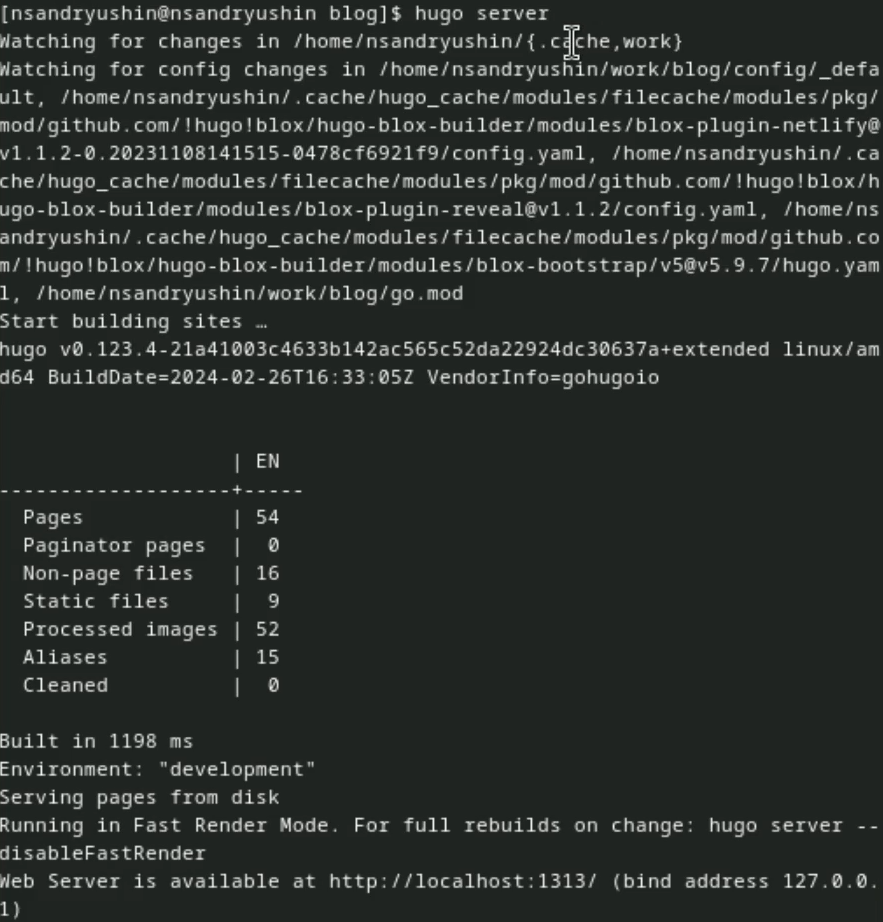 [nsandryushin@nsandryushin blog]$ hugo server
Watching for changes in /home/nsandryushin/{.cache,work}
Watching for config changes in /home/nsandryushin/work/blog/config/_defa
ult, /home/nsandryushin/.cache/hugo_cache/modules/filecache/modules/pkg/
mod/github.com/!hugo!blox/hugo-blox-builder/modules/blox-plugin-netlify@
v1.1.2-0.20231108141515-0478cf6921f9/config.yaml, /home/nsandryushin/.ca
che/hugo_cache/modules/filecache/modules/pkg/mod/github.com/!hugo!blox/h
ugo-blox-builder/modules/blox-plugin-reveal@v1.1.2/config.yaml, /home/ns
andryushin/.cache/hugo_cache/modules/filecache/modules/pkg/mod/github.co
m/!hugo!blox/hugo-blox-builder/modules/blox-bootstrap/v5@v5.9.7/hugo.yam
l, /home/nsandryushin/work/blog/go.mod
Start building sites …
hugo v0.123.4-21a41003c4633b142ac565c52da22924dc30637a+extended linux/am
d64 BuildDate=2024-02-26T16:33:05Z VendorInfo=gohugoio
                   | EN
-------------------+-----
  Pages            | 54
  Paginator pages  |  0
  Non-page files   | 16
  Static files     |  9
  Processed images | 52
  Aliases          | 15
  Cleaned          |  0
Built in 1198 ms
Environment: "development"
Serving pages from disk
Running in Fast Render Mode. For full rebuilds on change: hugo server --
disableFastRender
Web Server is available at http://localhost:1313/ (bind address 127.0.0.
1)